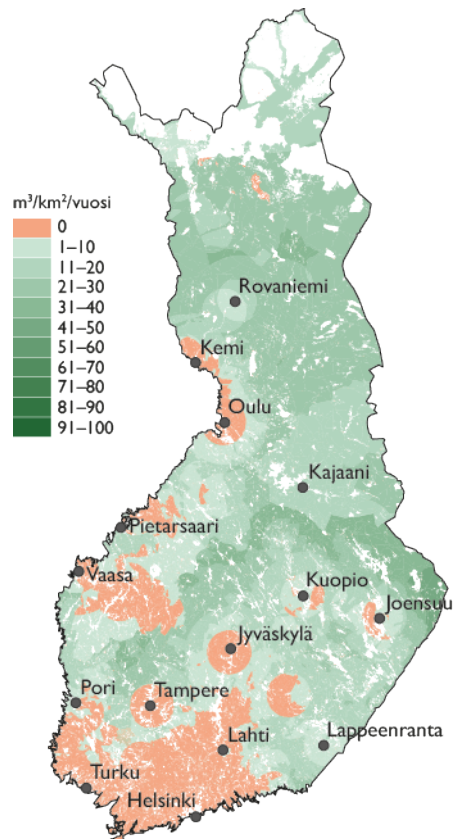 m³/km²/vuosi
0
1–10
11–20
21–30
31–40
41–50
51–60
61–70
71–80
81–90
91–100
Rovaniemi
Kemi
Oulu
Kajaani
Pietarsaari
Vaasa
Kuopio
Joensuu
Jyväskylä
Pori
Tampere
Lahti
Lappeenranta
Turku
Helsinki